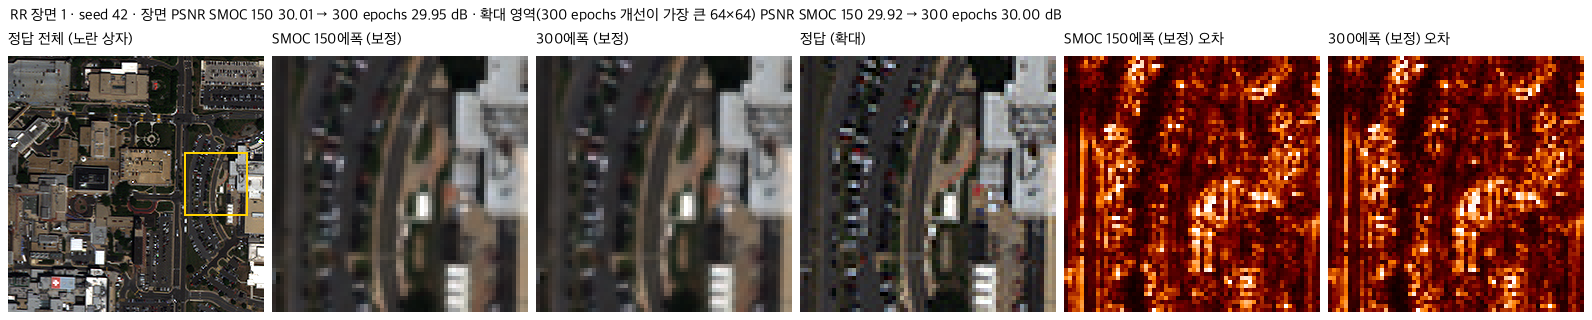 RR 장면 1 · seed 42 · 장면 PSNR SMOC 150 30.01 → 300 epochs 29.95 dB · 확대 영역(300 epochs 개선이 가장 큰 64×64) PSNR SMOC 150 29.92 → 300 epochs 30.00 dB
정답 전체 (노란 상자)
SMOC 150에폭 (보정)
300에폭 (보정)
정답 (확대)
SMOC 150에폭 (보정) 오차
300에폭 (보정) 오차